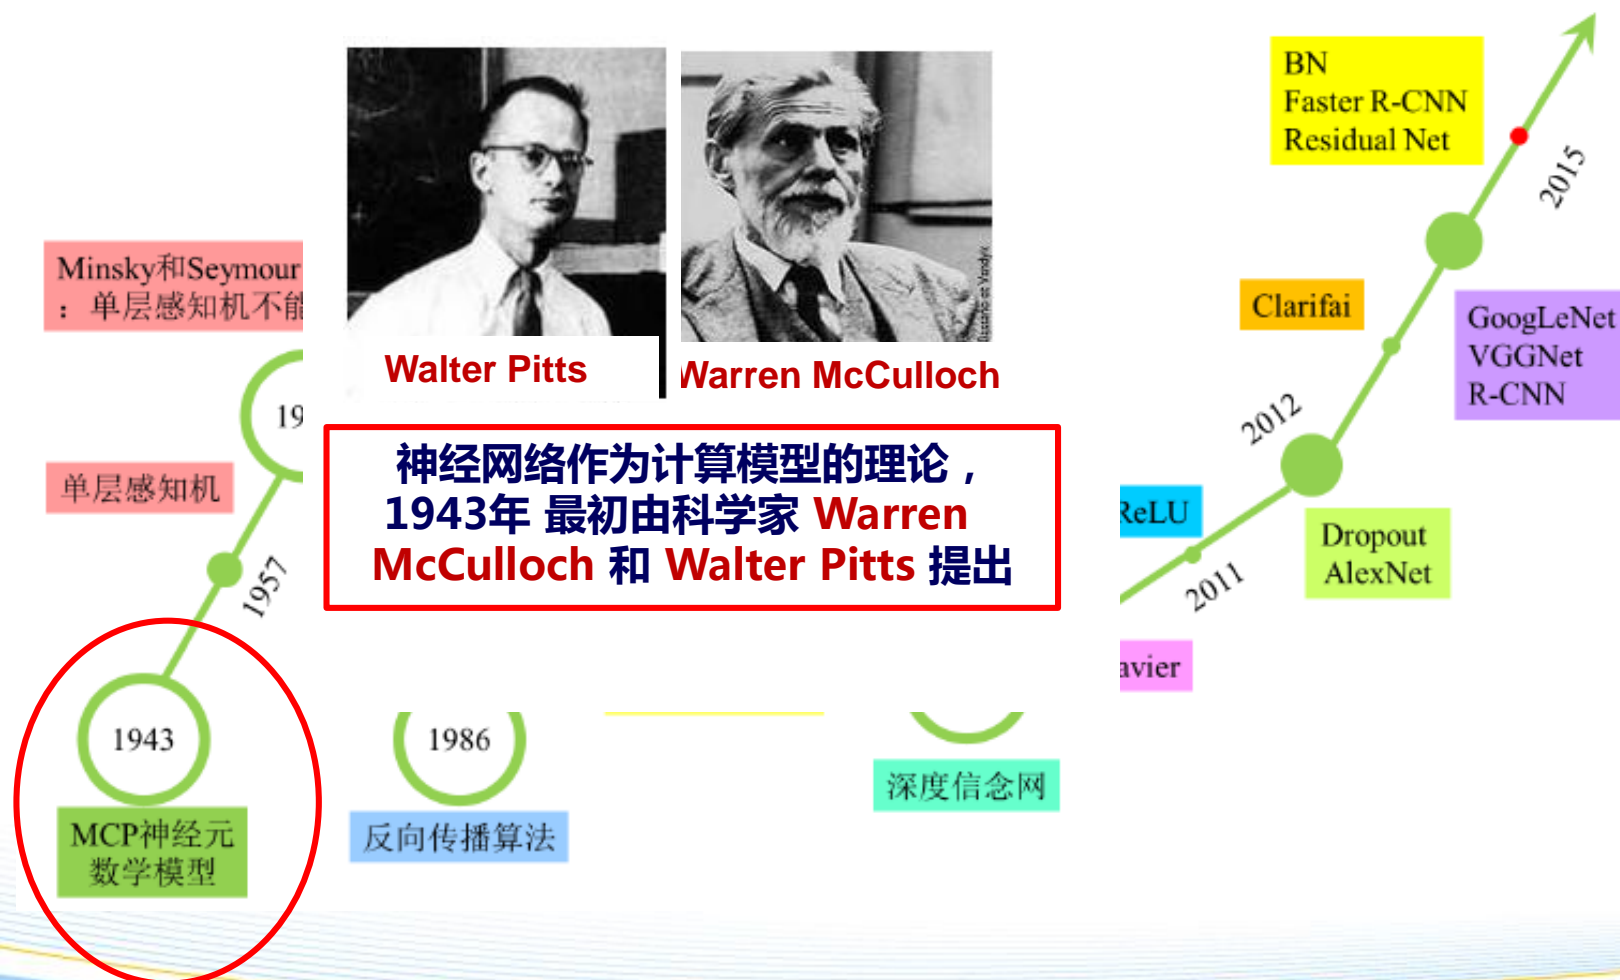 BN
Faster R-CNN
Residual Net
2015
Minsky和Seymour
：单层感知机不能
Clarifai
GoogLeNet
VGGNet
R-CNN
Walter Pitts
Warren McCulloch
19
2012
神经网络作为计算模型的理论，
1943年 最初由科学家 Warren
McCulloch 和 Walter Pitts 提出
单层感知机
ReLU
Dropout
AlexNet
1957
2011
avier
1943
1986
MCP神经元
数学模型
反向传播算法
深度信念网